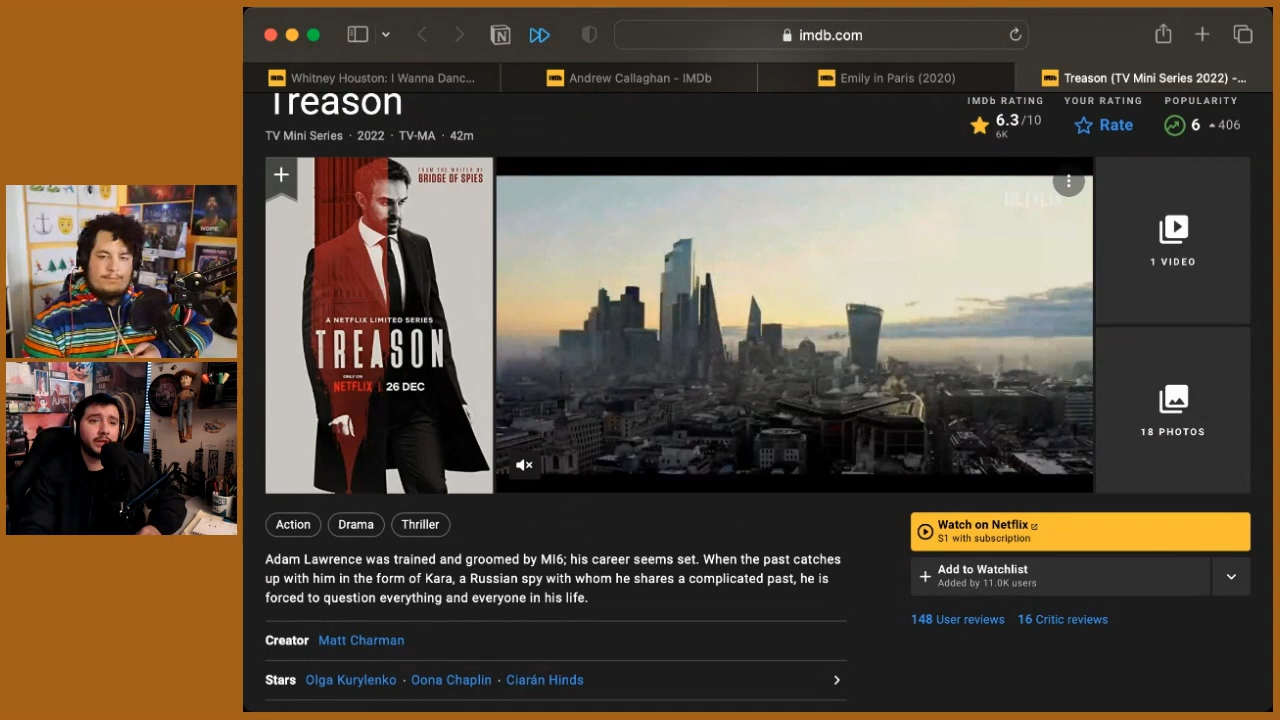 imdb.com
Whitney Houston: I Wanna Danc...
Andrew Callaghan - IMDb
Emily in Paris (2020)
Treason (TV Mini Series 2022) -...
Treason
TV Mini Series · 2022 · TV-MA · 42m
IMDb RATING
6.3/10
6K
YOUR RATING
Rate
POPULARITY
6
406
FROM THE WRITER OF
BRIDGE OF SPIES
A NETFLIX LIMITED SERIES
TREASON
ONLY ON
NETFLIX | 26 DEC
1 VIDEO
18 PHOTOS
NOPE
Action
Drama
Thriller
Watch on Netflix
S1 with subscription
Adam Lawrence was trained and groomed by MI6; his career seems set. When the past catches
up with him in the form of Kara, a Russian spy with whom he shares a complicated past, he is
forced to question everything and everyone in his life.
Add to Watchlist
Added by 11.0K users
148 User reviews
16 Critic reviews
Creator Matt Charman
Stars Olga Kurylenko · Oona Chaplin · Ciarán Hinds